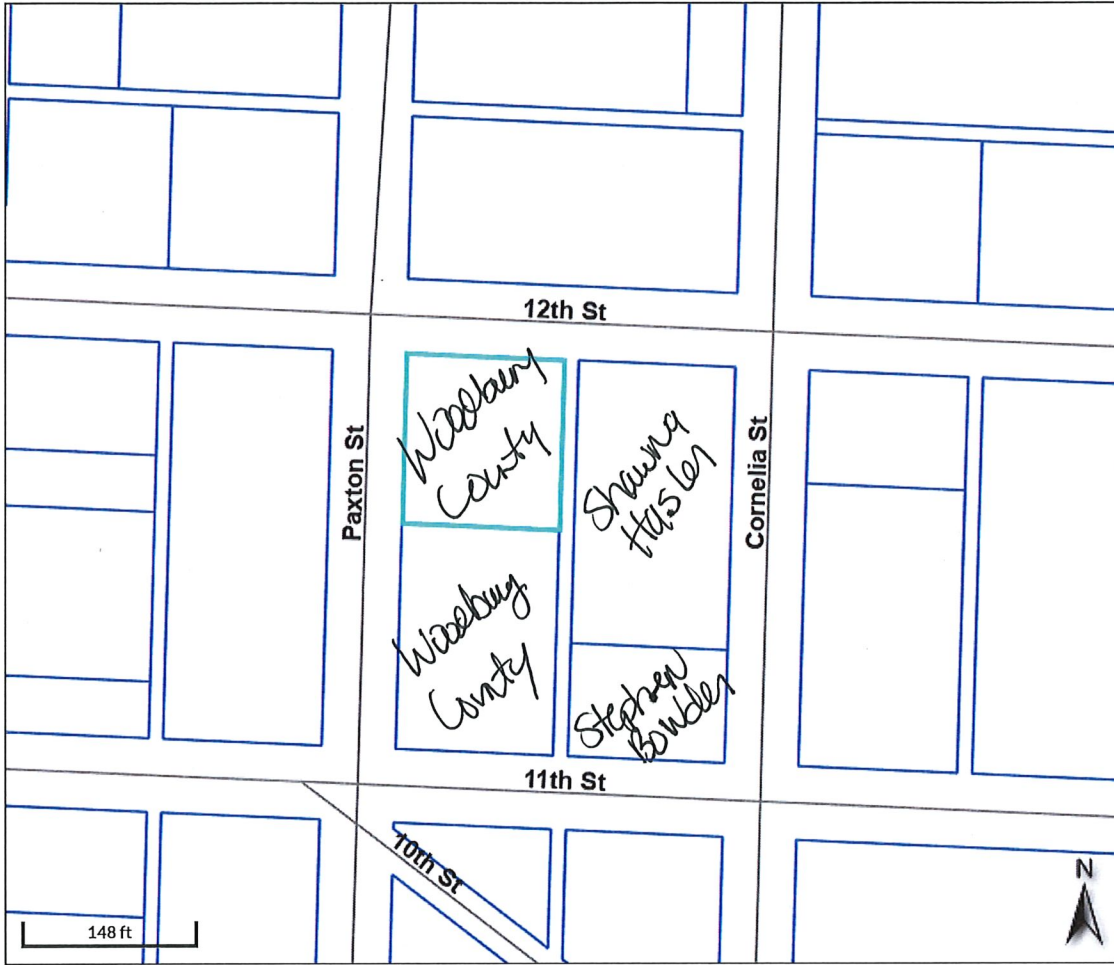 12th St
Woodbury
County
Shawna
Hasler
Paxton St
Cornelia St
Woodbury
County
Stephen
Bowder
11th St
10th St
148 ft
N